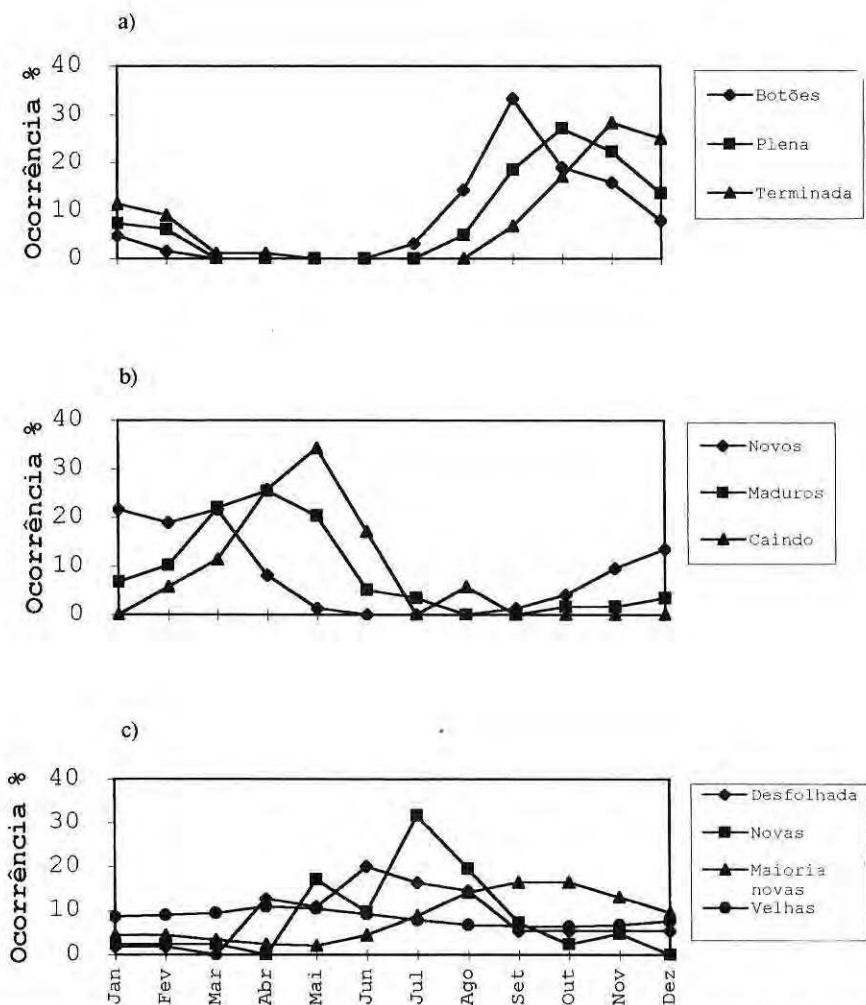 a)
Ocorrência %
40
30
20
10
0
Botões
Plena
Terminada
b)
Ocorrência %
40
30
20
10
0
Novos
Maduros
Caindo
c)
Ocorrência %
40
30
20
10
0
Desfolhada
Novas
Maioria
novas
Velhas
Jan
Fev
Mar
Abr
Mai
Jun
Jul
Ago
Set
Out
Nov
Dez